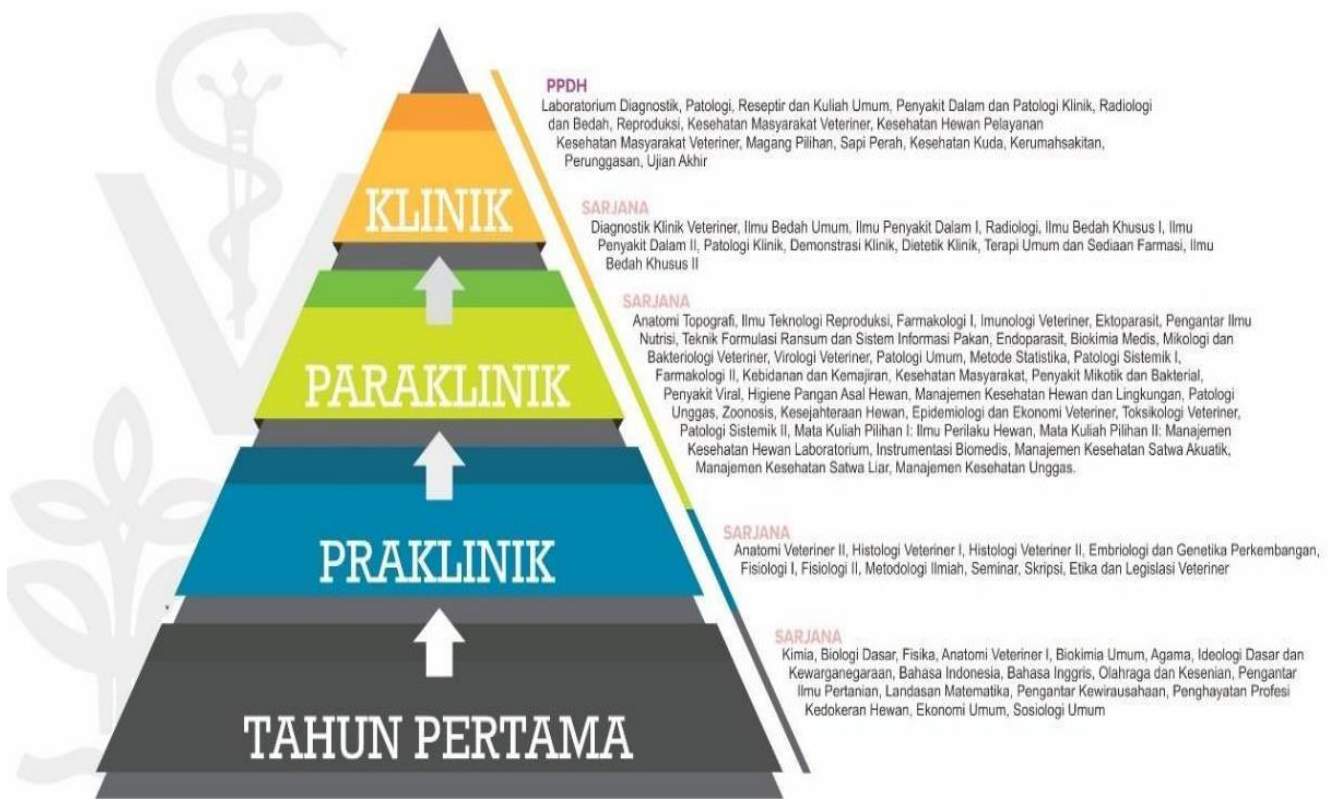 PPDH
Laboratorium Diagnostik, Patologi, Reseptir dan Kuliah Umum, Penyakit Dalam dan Patologi Klinik, Radiologi
dan Bedah, Reproduksi, Kesehatan Masyarakat Veteriner, Kesehatan Hewan Pelayanan
Kesehatan Masyarakat Veteriner, Magang Pilihan, Sapi Perah, Kesehatan Kuda, Kerumahsakitan,
Perunggasan, Ujian Akhir
KLINIK
SARJANA
Diagnostik Klinik Veteriner, Ilmu Bedah Umum, Ilmu Penyakit Dalam I, Radiologi, Ilmu Bedah Khusus I, Ilmu
Penyakit Dalam II, Patologi Klinik, Demonstrasi Klinik, Dietetik Klinik, Terapi Umum dan Sediaan Farmasi, Ilmu
Bedah Khusus II
PARAKLINIK
SARJANA
Anatomi Topografi, Ilmu Teknologi Reproduksi, Farmakologi I, Imunologi Veteriner, Ektoparasit, Pengantar Ilmu
Nutrisi, Teknik Formulasi Ransum dan Sistem Informasi Pakan, Endoparasit, Biokimia Medis, Mikologi dan
Bakteriologi Veteriner, Virologi Veteriner, Patologi Umum, Metode Statistika, Patologi Sistemik I,
Farmakologi II, Kebidanan dan Kemajiran, Kesehatan Masyarakat, Penyakit Mikotik dan Bakterial,
Penyakit Viral, Higiene Pangan Asal Hewan, Manajemen Kesehatan Hewan dan Lingkungan, Patologi
Unggas, Zoonosis, Kesejahteraan Hewan, Epidemiologi dan Ekonomi Veteriner, Toksikologi Veteriner,
Patologi Sistemik II, Mata Kuliah Pilihan I: Ilmu Perilaku Hewan, Mata Kuliah Pilihan II: Manajemen
Kesehatan Hewan Laboratorium, Instrumentasi Biomedis, Manajemen Kesehatan Satwa Akuatik,
Manajemen Kesehatan Satwa Liar, Manajemen Kesehatan Unggas.
PRAKLINIK
SARJANA
Anatomi Veteriner II, Histologi Veteriner I, Histologi Veteriner II, Embriologi dan Genetika Perkembangan,
Fisiologi I, Fisiologi II, Metodologi Ilmiah, Seminar, Skripsi, Etika dan Legislasi Veteriner
TAHUN PERTAMA
SARJANA
Kimia, Biologi Dasar, Fisika, Anatomi Veteriner I, Biokimia Umum, Agama, Ideologi Dasar dan
Kewarganegaraan, Bahasa Indonesia, Bahasa Inggris, Olahraga dan Kesenian, Pengantar
Ilmu Pertanian, Landasan Matematika, Pengantar Kewirausahaan, Penghayatan Profesi
Kedokeran Hewan, Ekonomi Umum, Sosiologi Umum